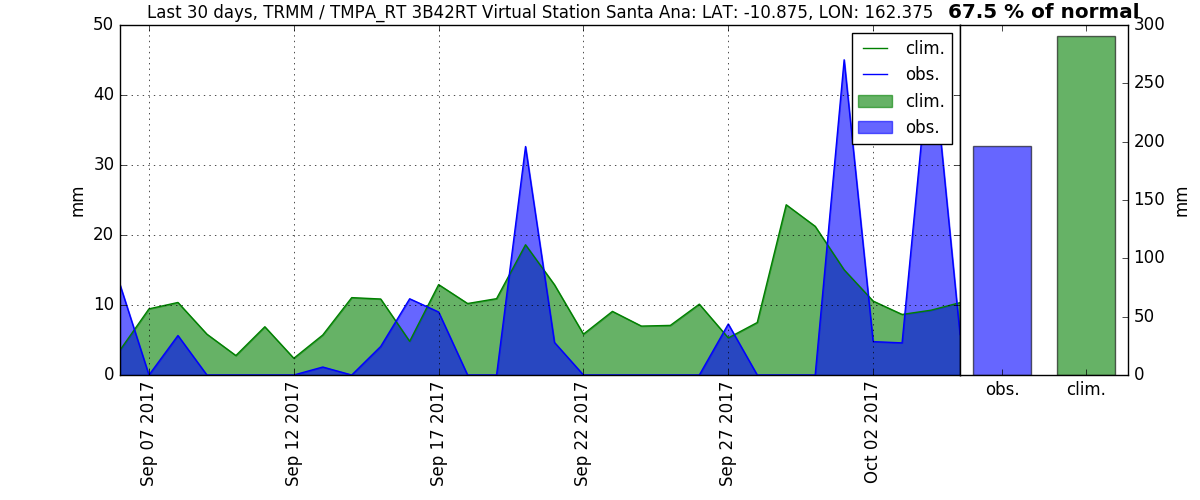 Last 30 days, TRMM / TMPA_RT 3B42RT Virtual Station Santa Ana: LAT: -10.875, LON: 162.375
67.5 % of normal
50
40
30
20
10
0
mm
clim.
obs.
clim.
obs.
300
250
200
150
100
50
0
mm
Sep 07 2017
Sep 12 2017
Sep 17 2017
Sep 22 2017
Sep 27 2017
Oct 02 2017
obs.
clim.